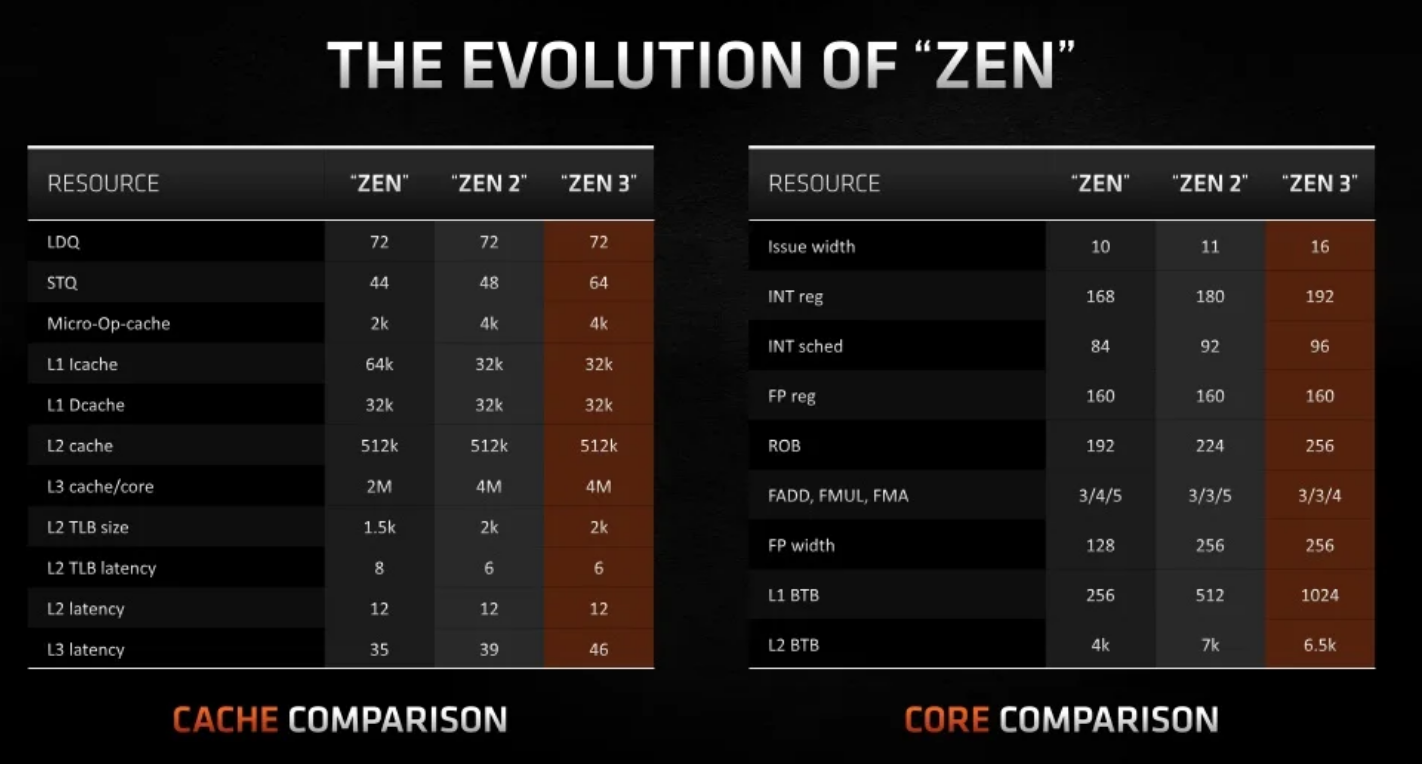 THE EVOLUTION OF “ZEN”
RESOURCE “ZEN” “ZEN 2” “ZEN 3”
LDQ 72 72 72
STQ 44 48 64
Micro-Op-cache 2k 4k 4k
L1 Icache 64k 32k 32k
L1 Dcache 32k 32k 32k
L2 cache 512k 512k 512k
L3 cache/core 2M 4M 4M
L2 TLB size 1.5k 2k 2k
L2 TLB latency 8 6 6
L2 latency 12 12 12
L3 latency 35 39 46
CACHE COMPARISON
RESOURCE “ZEN” “ZEN 2” “ZEN 3”
Issue width 10 11 16
INT reg 168 180 192
INT sched 84 92 96
FP reg 160 160 160
ROB 192 224 256
FADD, FMUL, FMA 3/4/5 3/3/5 3/3/4
FP width 128 256 256
L1 BTB 256 512 1024
L2 BTB 4k 7k 6.5k
CORE COMPARISON